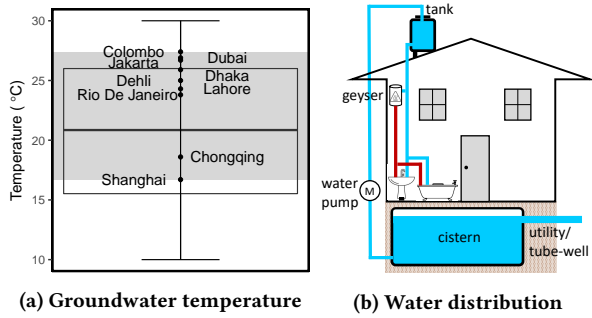 30
25
20
15
10
Temperature ( °C)
Colombo
Jakarta
Dubai
Dehli
Dhaka
Rio De Janeiro
Lahore
Chongqing
Shanghai
(a) Groundwater temperature
tank
geyser
water
pump
M
cistern
utility/
tube-well
(b) Water distribution